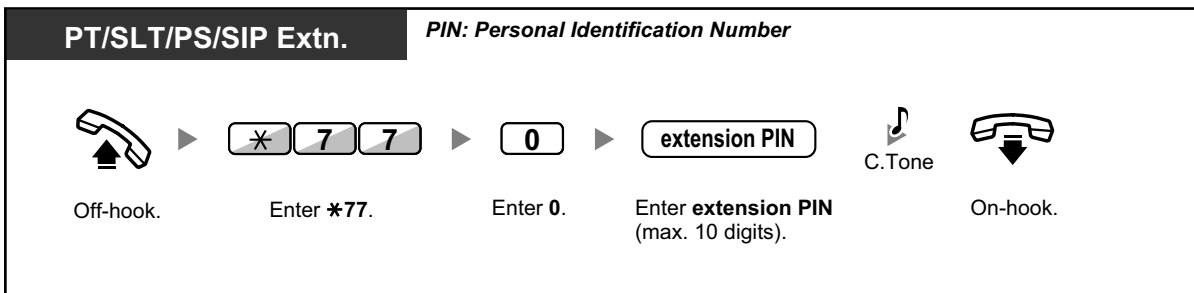 PT/SLT/PS/SIP Extn.
PIN: Personal Identification Number
* 7 7
0
extension PIN
C.Tone
Off-hook.
Enter *77.
Enter 0.
Enter extension PIN
(max. 10 digits).
On-hook.